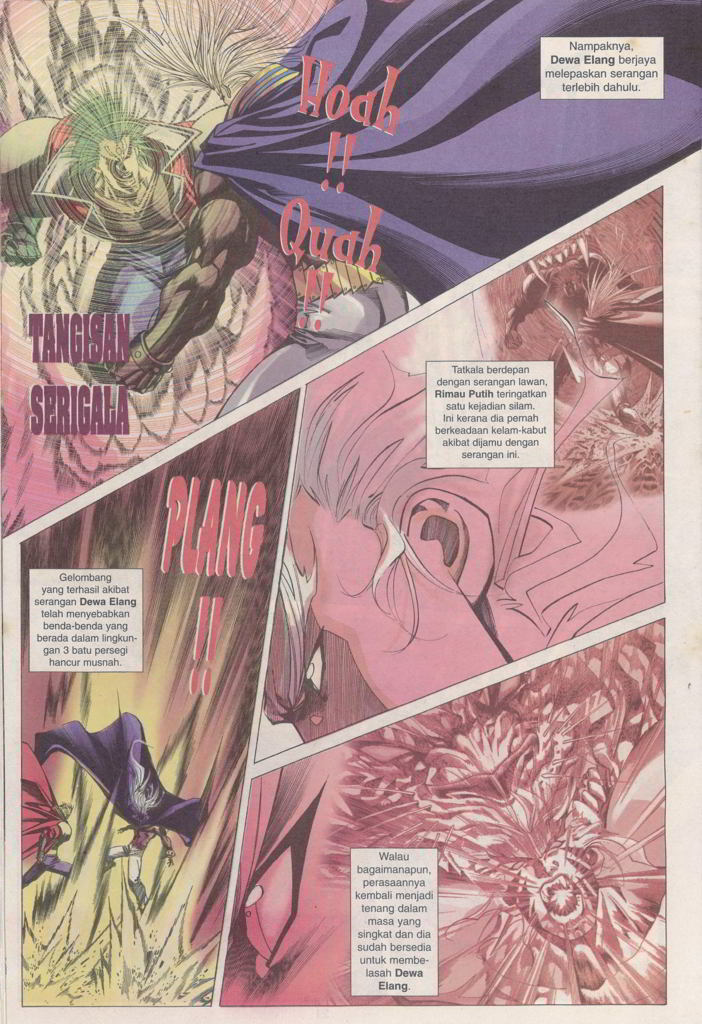 Nampaknya,
Dewa Elang berjaya
melepaskan serangan
terlebih dahulu.
Hoah
!!
Quah
!!
TANGISAN
SERIGALA
Tatkala berdepan
dengan serangan lawan,
Rimau Putih teringatkan
satu kejadian silam.
Ini kerana dia pernah
berkeadaan kelam-kabut
akibat dijamu dengan
serangan ini.
PLANG
!!
Gelombang
yang terhasil akibat
serangan Dewa Elang
telah menyebabkan
benda-benda yang
berada dalam lingkun-
gan 3 batu persegi
hancur musnah.
Walau
bagaimanapun,
perasaannya
kembali menjadi
tenang dalam
masa yang
singkat dan dia
sudah bersedia
untuk membe-
lasah Dewa
Elang.